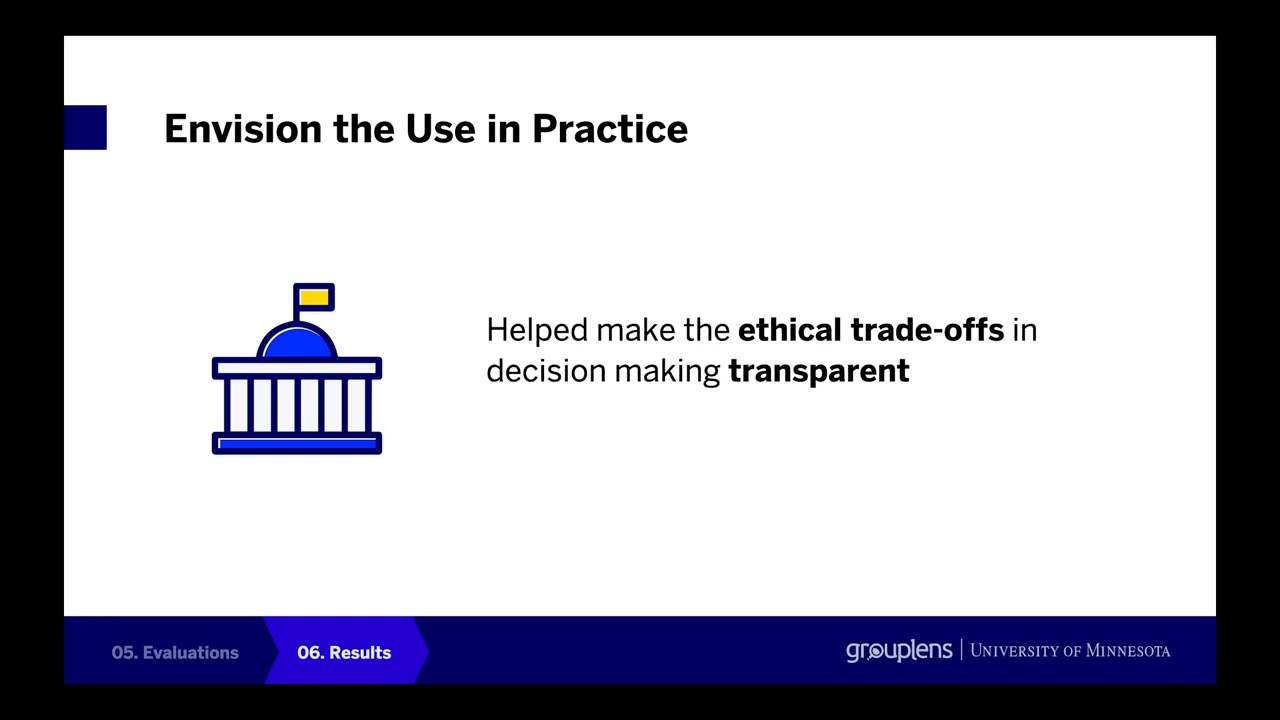 Envision the Use in Practice
Helped make the ethical trade-offs in
decision making transparent
05. Evaluations
06. Results
grouplens | UNIVERSITY OF MINNESOTA